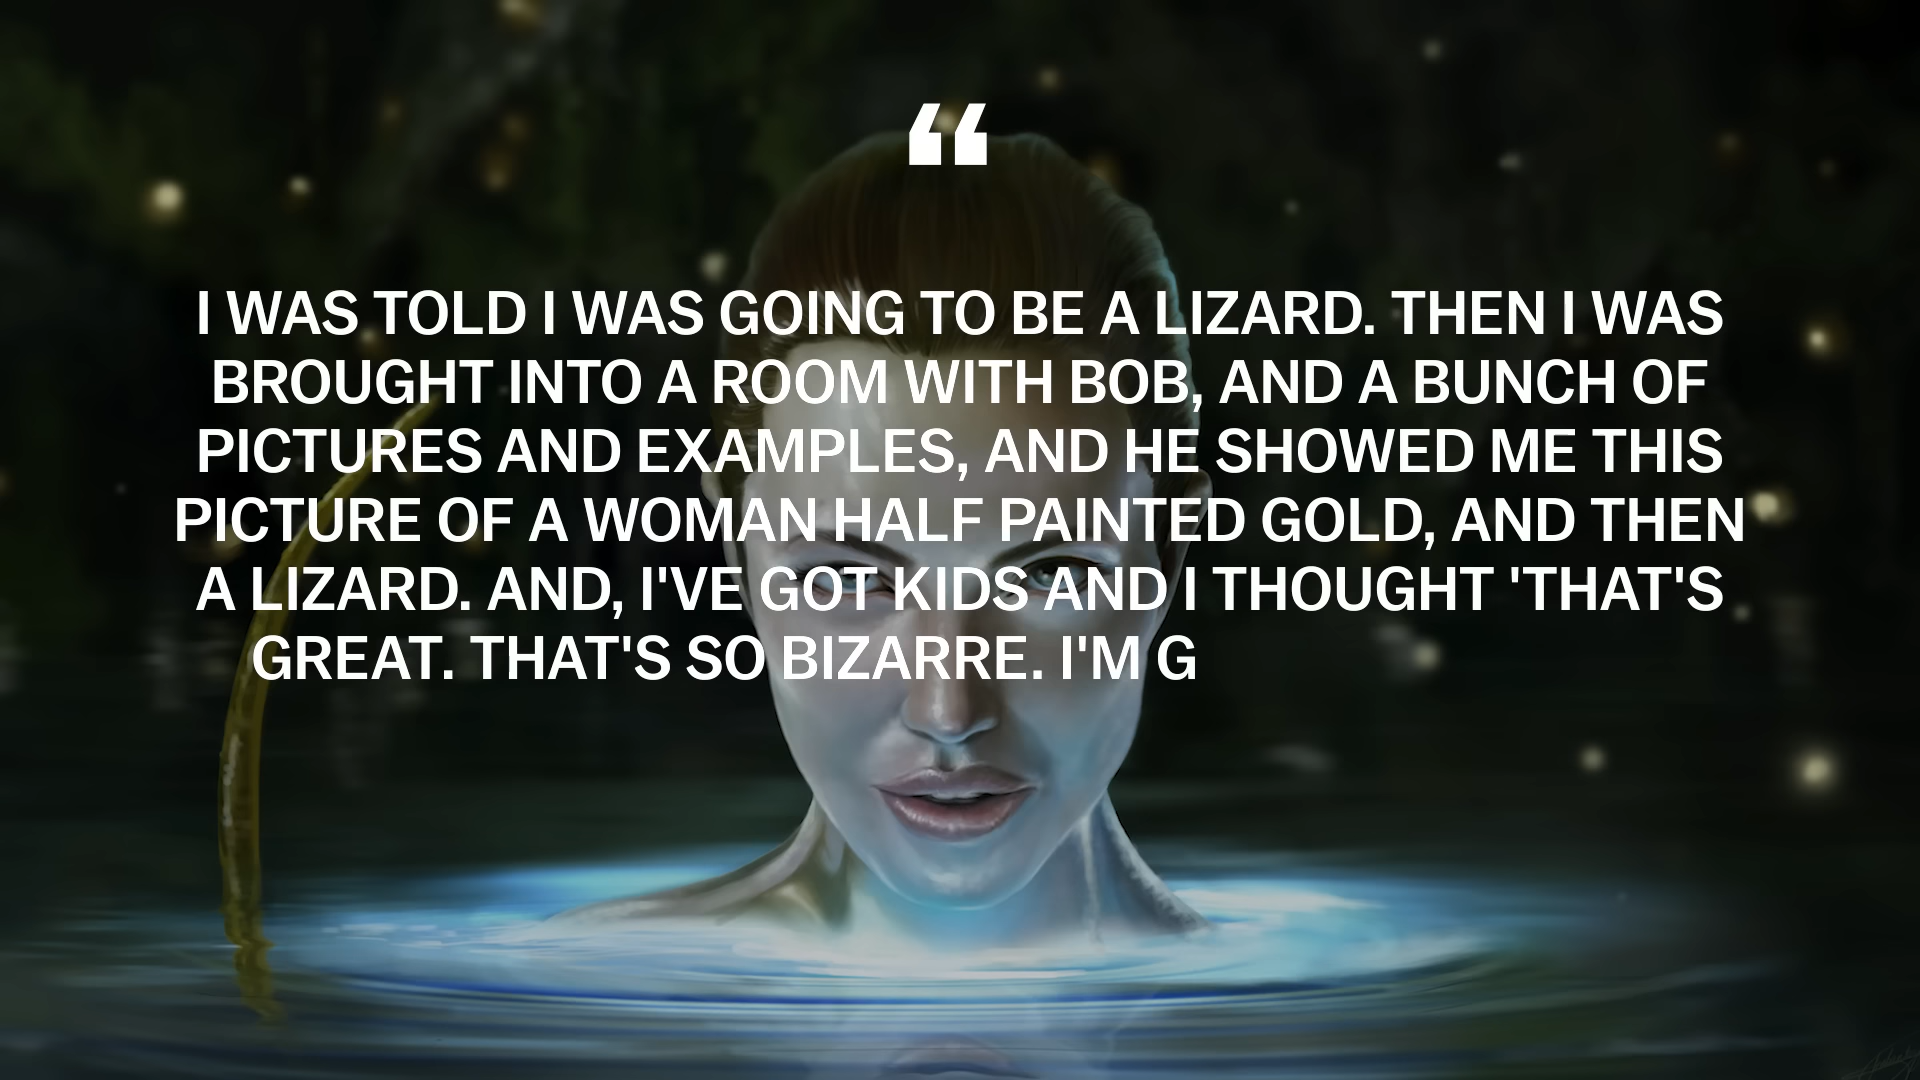 “
I WAS TOLD I WAS GOING TO BE A LIZARD. THEN I WAS
BROUGHT INTO A ROOM WITH BOB, AND A BUNCH OF
PICTURES AND EXAMPLES, AND HE SHOWED ME THIS
PICTURE OF A WOMAN HALF PAINTED GOLD, AND THEN
A LIZARD. AND, I'VE GOT KIDS AND I THOUGHT 'THAT'S
GREAT. THAT'S SO BIZARRE. I'M G